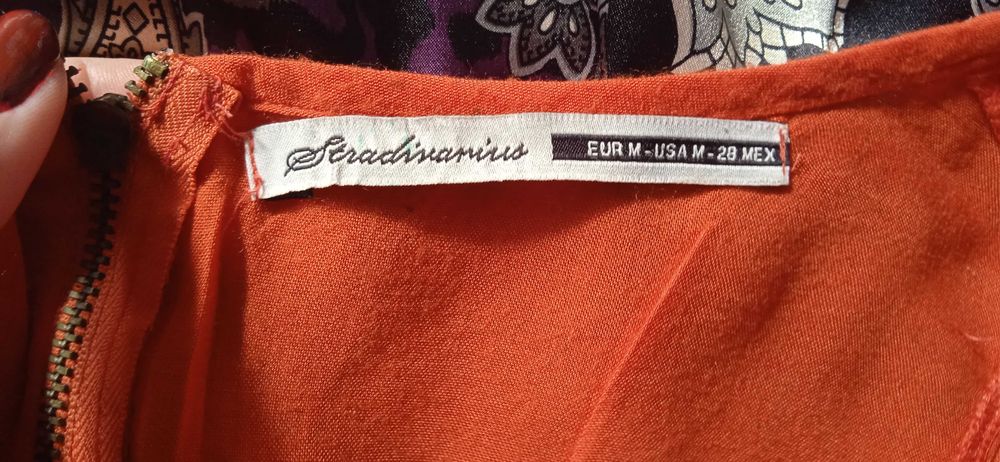 Stradivarius
EUR M - USA M - 28 MEX